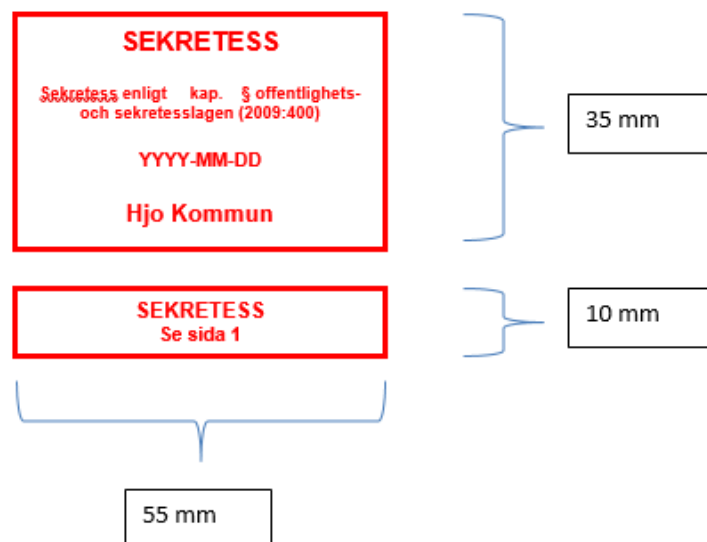 SEKRETESS
Sekretess enligt kap. § offentlighets-
och sekretesslagen (2009:400)
YYYY-MM-DD
Hjo Kommun
35 mm
SEKRETESS
Se sida 1
10 mm
55 mm